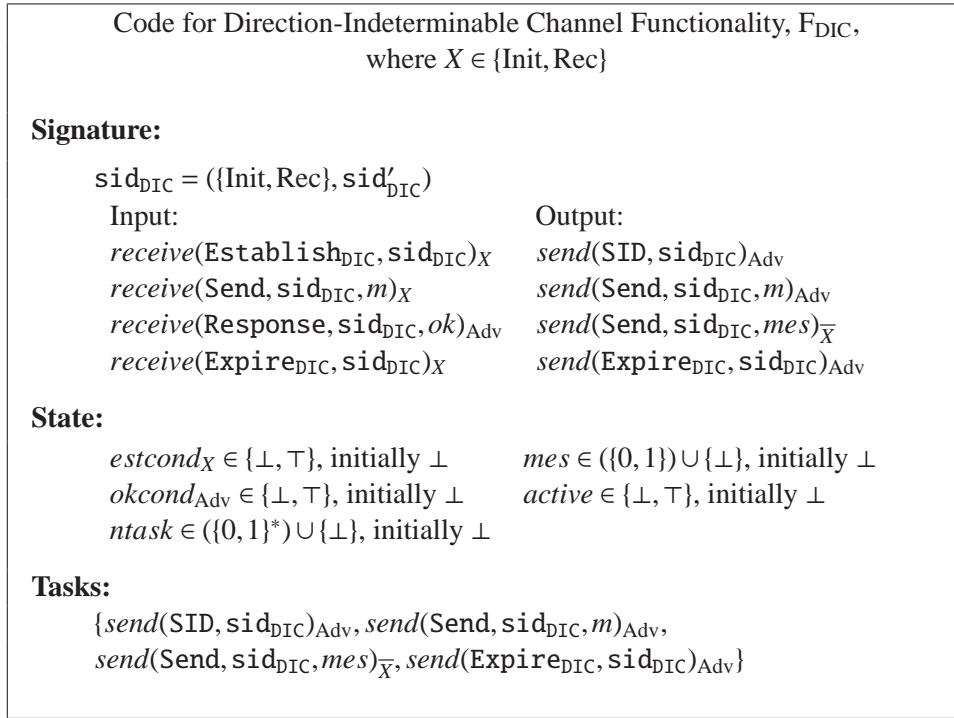 Code for Direction-Indeterminable Channel Functionality, F_DIC,
where X ∈ {Init, Rec}
Signature:
sid_DIC = ({Init, Rec}, sid′_DIC)
Input: Output:
receive(Establish_DIC, sid_DIC)_X send(SID, sid_DIC)_Adv
receive(Send, sid_DIC, m)_X send(Send, sid_DIC, m)_Adv
receive(Response, sid_DIC, ok)_Adv send(Send, sid_DIC, mes)_X̅
receive(Expire_DIC, sid_DIC)_X send(Expire_DIC, sid_DIC)_Adv
State:
estcond_X ∈ {⊥, ⊤}, initially ⊥ mes ∈ ({0, 1}) ∪ {⊥}, initially ⊥
okcond_Adv ∈ {⊥, ⊤}, initially ⊥ active ∈ {⊥, ⊤}, initially ⊥
ntask ∈ ({0, 1}*) ∪ {⊥}, initially ⊥
Tasks:
{send(SID, sid_DIC)_Adv, send(Send, sid_DIC, m)_Adv,
send(Send, sid_DIC, mes)_X̅, send(Expire_DIC, sid_DIC)_Adv}